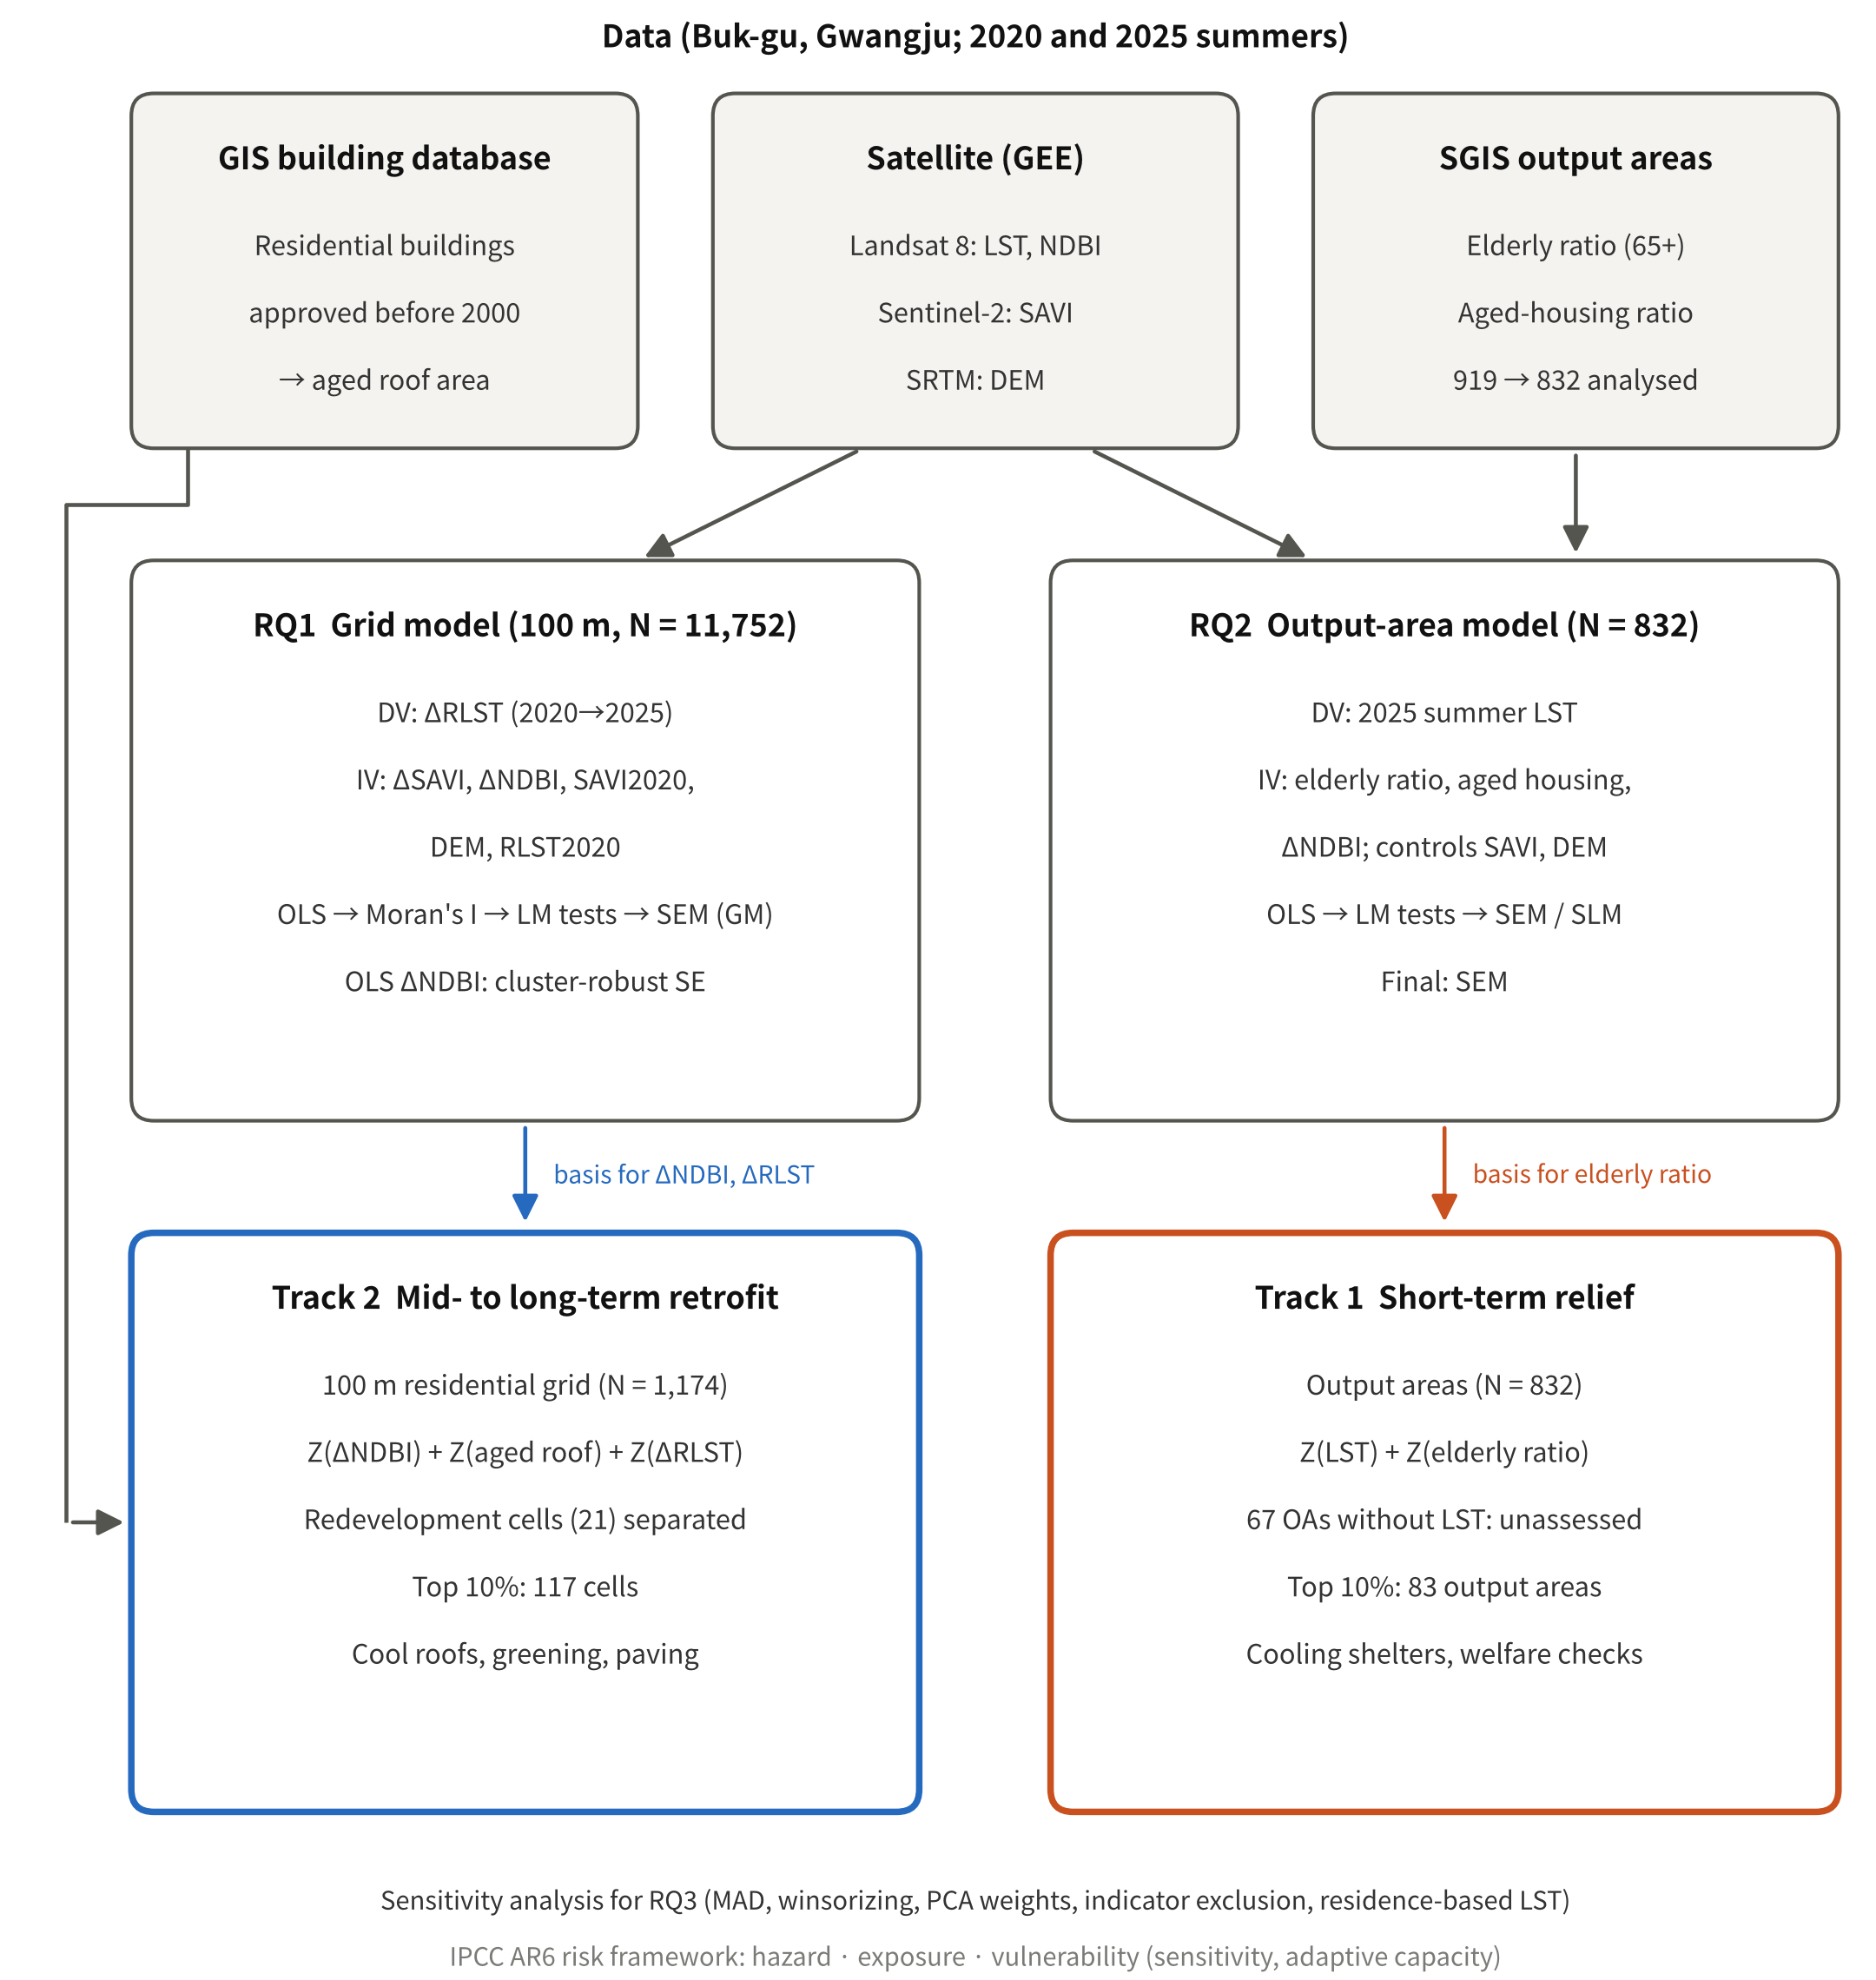 Data (Buk-gu, Gwangju; 2020 and 2025 summers)
GIS building database
Residential buildings
approved before 2000
→ aged roof area
Satellite (GEE)
Landsat 8: LST, NDBI
Sentinel-2: SAVI
SRTM: DEM
SGIS output areas
Elderly ratio (65+)
Aged-housing ratio
919 → 832 analysed
RQ1  Grid model (100 m, N = 11,752)
DV: ΔRLST (2020→2025)
IV: ΔSAVI, ΔNDBI, SAVI2020,
DEM, RLST2020
OLS → Moran's I → LM tests → SEM (GM)
OLS ΔNDBI: cluster-robust SE
RQ2  Output-area model (N = 832)
DV: 2025 summer LST
IV: elderly ratio, aged housing,
ΔNDBI; controls SAVI, DEM
OLS → LM tests → SEM / SLM
Final: SEM
basis for ΔNDBI, ΔRLST
basis for elderly ratio
Track 2  Mid- to long-term retrofit
100 m residential grid (N = 1,174)
Z(ΔNDBI) + Z(aged roof) + Z(ΔRLST)
Redevelopment cells (21) separated
Top 10%: 117 cells
Cool roofs, greening, paving
Track 1  Short-term relief
Output areas (N = 832)
Z(LST) + Z(elderly ratio)
67 OAs without LST: unassessed
Top 10%: 83 output areas
Cooling shelters, welfare checks
Sensitivity analysis for RQ3 (MAD, winsorizing, PCA weights, indicator exclusion, residence-based LST)
IPCC AR6 risk framework: hazard · exposure · vulnerability (sensitivity, adaptive capacity)